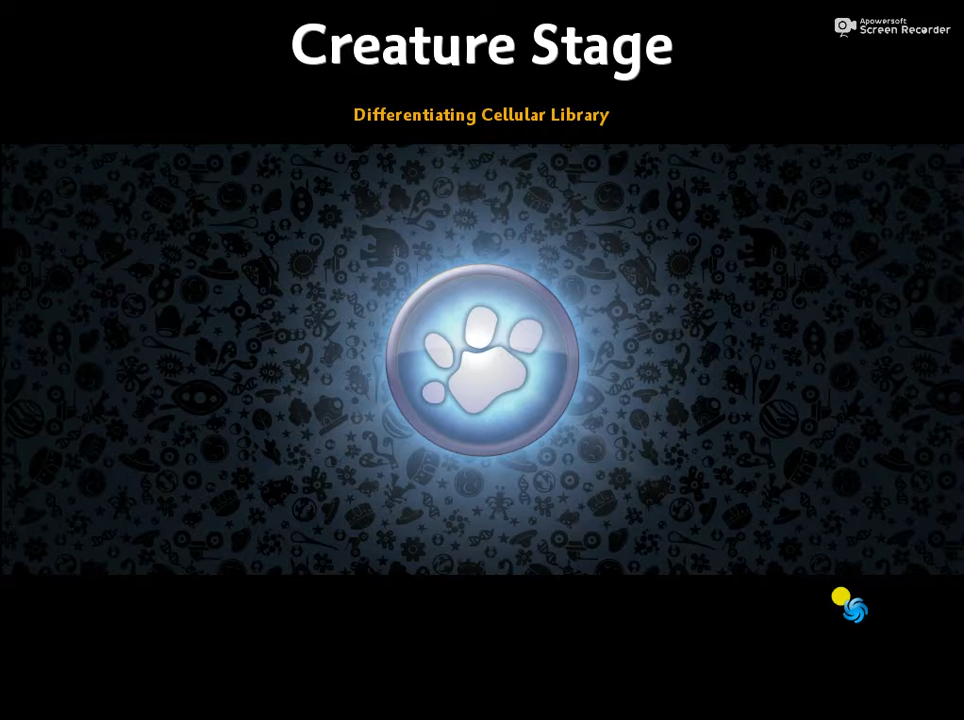 Creature Stage
Apowersoft
Screen Recorder
Differentiating Cellular Library